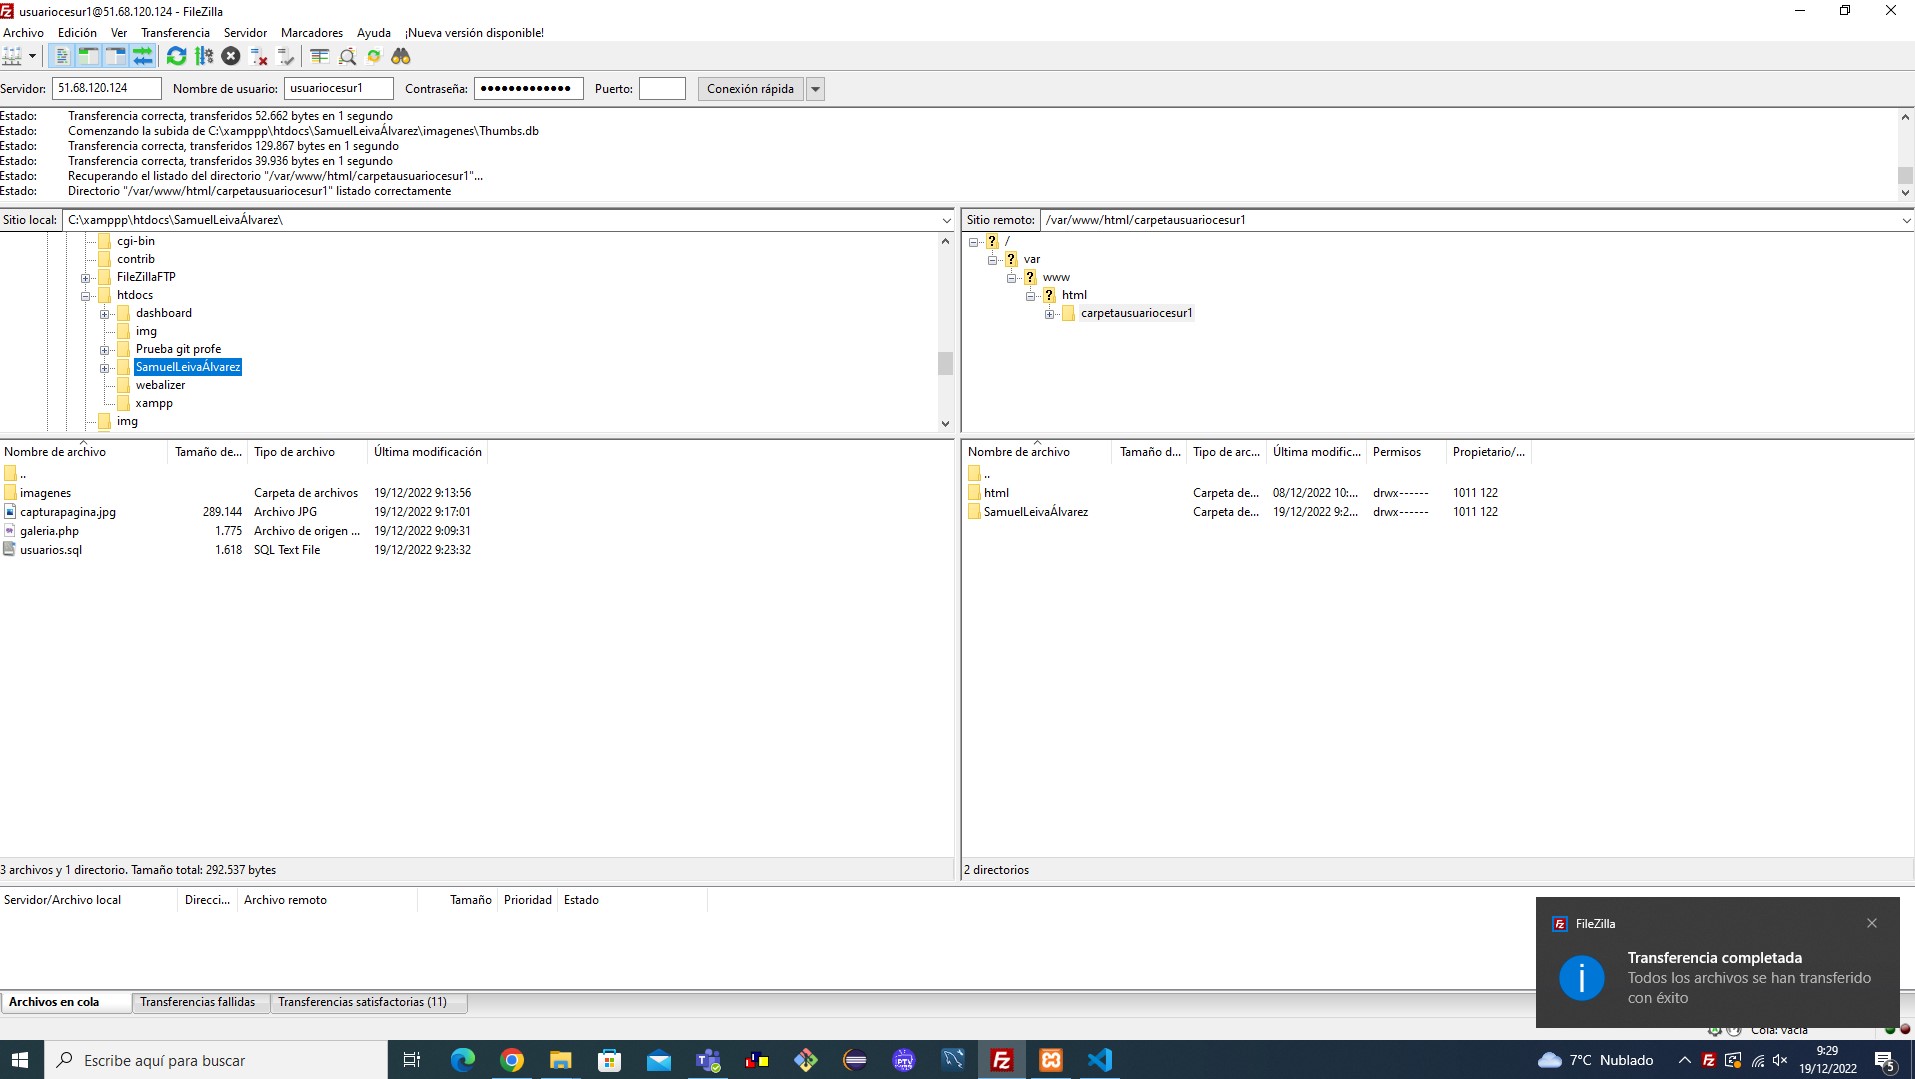 usuariocesur1@51.68.120.124 - FileZilla
Archivo Edición Ver Transferencia Servidor Marcadores Ayuda ¡Nueva versión disponible!
Servidor: 51.68.120.124 Nombre de usuario: usuariocesur1 Contraseña: ●●●●●●●●●●●●● Puerto: Conexión rápida
Estado: Transferencia correcta, transferidos 52.662 bytes en 1 segundo
Estado: Comenzando la subida de C:\xamppp\htdocs\SamuelLeivaÁlvarez\imagenes\Thumbs.db
Estado: Transferencia correcta, transferidos 129.867 bytes en 1 segundo
Estado: Transferencia correcta, transferidos 39.936 bytes en 1 segundo
Estado: Recuperando el listado del directorio "/var/www/html/carpetausuariocesur1"...
Estado: Directorio "/var/www/html/carpetausuariocesur1" listado correctamente
Sitio local: C:\xamppp\htdocs\SamuelLeivaÁlvarez\
cgi-bin
contrib
FileZillaFTP
htdocs
dashboard
img
Prueba git profe
SamuelLeivaÁlvarez
webalizer
xampp
img
Sitio remoto: /var/www/html/carpetausuariocesur1
/
var
www
html
carpetausuariocesur1
Nombre de archivo Tamaño de... Tipo de archivo Última modificación
..
imagenes Carpeta de archivos 19/12/2022 9:13:56
capturapagina.jpg 289.144 Archivo JPG 19/12/2022 9:17:01
galeria.php 1.775 Archivo de origen ... 19/12/2022 9:09:31
usuarios.sql 1.618 SQL Text File 19/12/2022 9:23:32
3 archivos y 1 directorio. Tamaño total: 292.537 bytes
Nombre de archivo Tamaño d... Tipo de arc... Última modific... Permisos Propietario/...
..
html Carpeta de... 08/12/2022 10:... drwx------ 1011 122
SamuelLeivaÁlvarez Carpeta de... 19/12/2022 9:2... drwx------ 1011 122
2 directorios
Servidor/Archivo local Direcci... Archivo remoto Tamaño Prioridad Estado
FileZilla
Transferencia completada
Todos los archivos se han transferido
con éxito
Archivos en cola Transferencias fallidas Transferencias satisfactorias (11)
Cola: vacía
Escribe aquí para buscar
7°C Nublado
9:29
19/12/2022
5